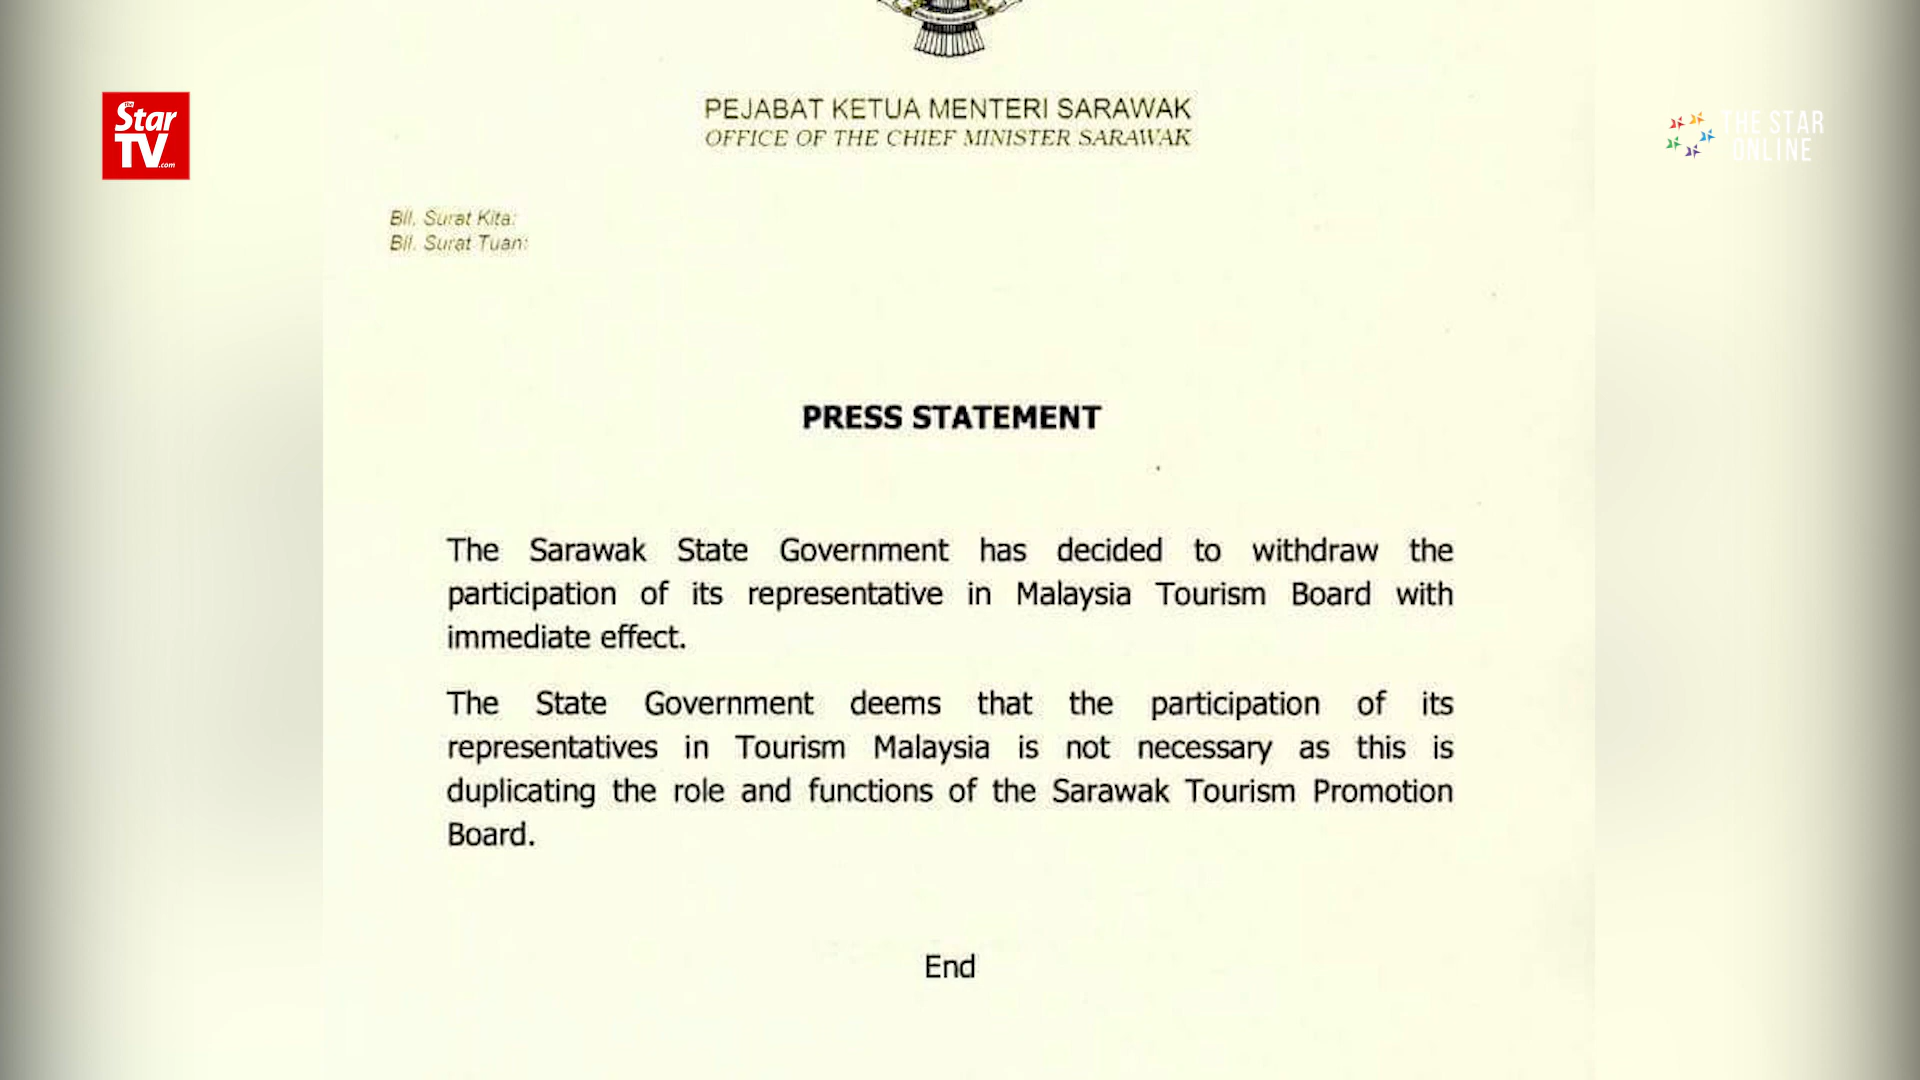 The Star
TV.com
THE STAR
ONLINE
PEJABAT KETUA MENTERI SARAWAK
OFFICE OF THE CHIEF MINISTER SARAWAK
Bil. Surat Kita:
Bil. Surat Tuan:
PRESS STATEMENT
The Sarawak State Government has decided to withdraw the
participation of its representative in Malaysia Tourism Board with
immediate effect.
The State Government deems that the participation of its
representatives in Tourism Malaysia is not necessary as this is
duplicating the role and functions of the Sarawak Tourism Promotion
Board.
End